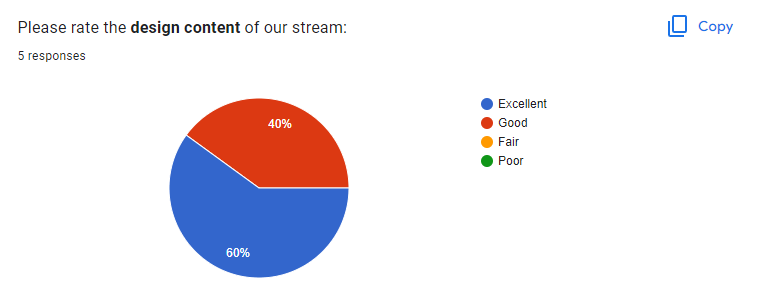 Please rate the design content of our stream:
Copy
5 responses
40%
60%
Excellent
Good
Fair
Poor